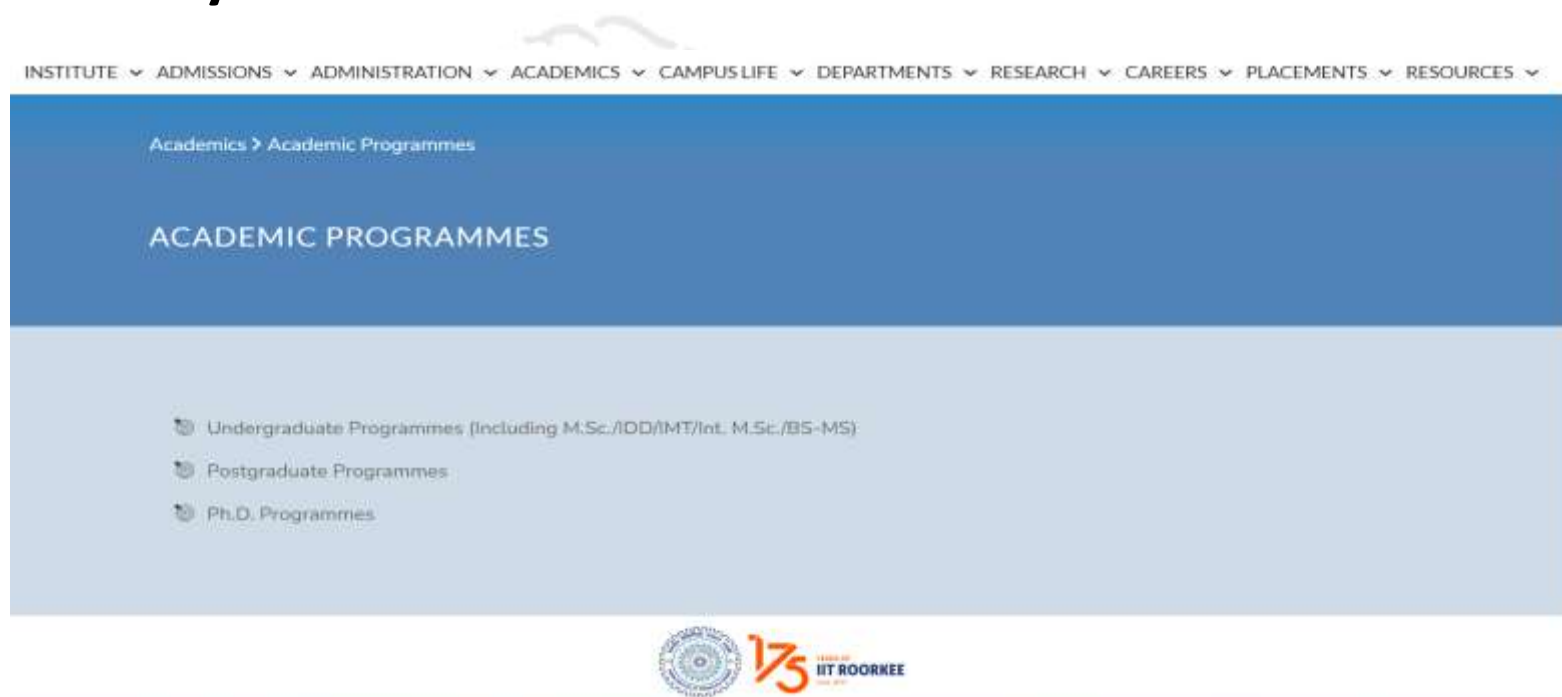 INSTITUTE ADMISSIONS ADMINISTRATION ACADEMICS CAMPUS LIFE DEPARTMENTS RESEARCH CAREERS PLACEMENTS RESOURCES
Academics > Academic Programmes
ACADEMIC PROGRAMMES
Undergraduate Programmes (Including M.Sc./IDD/IMT/Int. M.Sc./BS-MS)
Postgraduate Programmes
Ph.D. Programmes
175
IIT ROORKEE